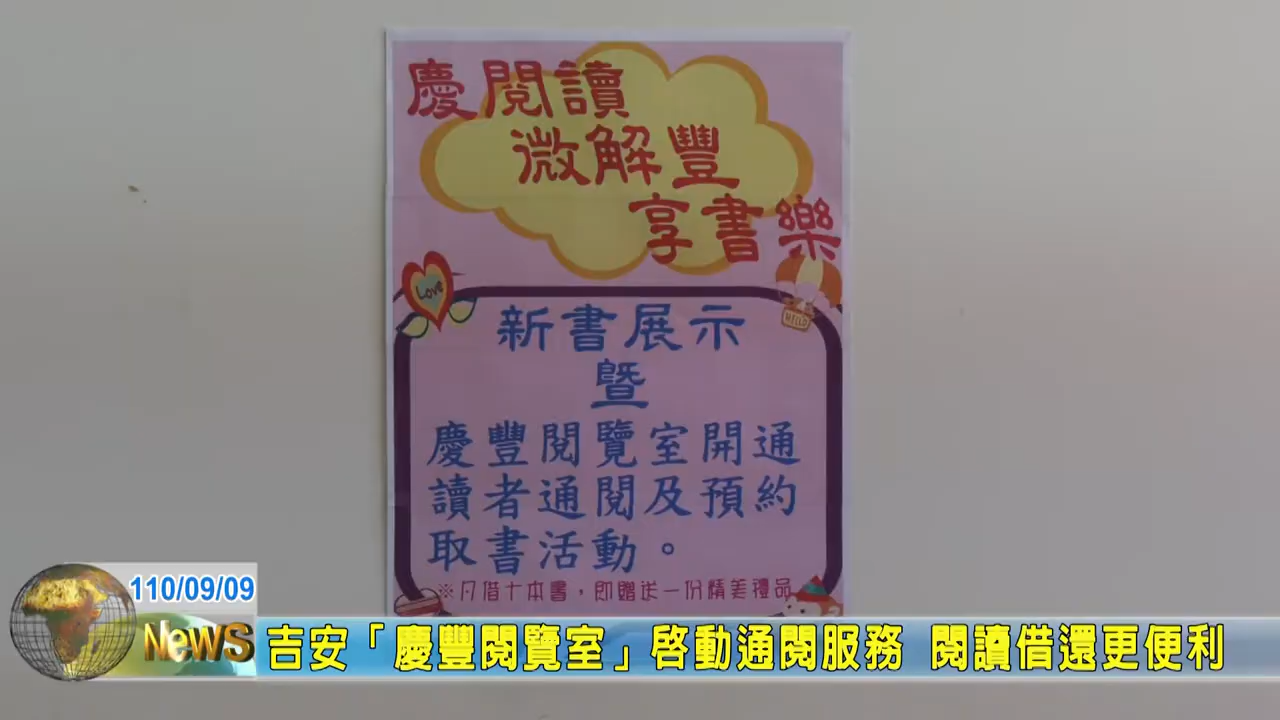 慶閱讀
微解豐
享書樂
Love
HELLO
新書展示
暨
慶豐閱覽室開通
讀者通閱及預約
取書活動。
※凡借十本書，即贈送一份精美禮品
110/09/09
NewS
吉安「慶豐閱覽室」啓動通閱服務 閱讀借還更便利